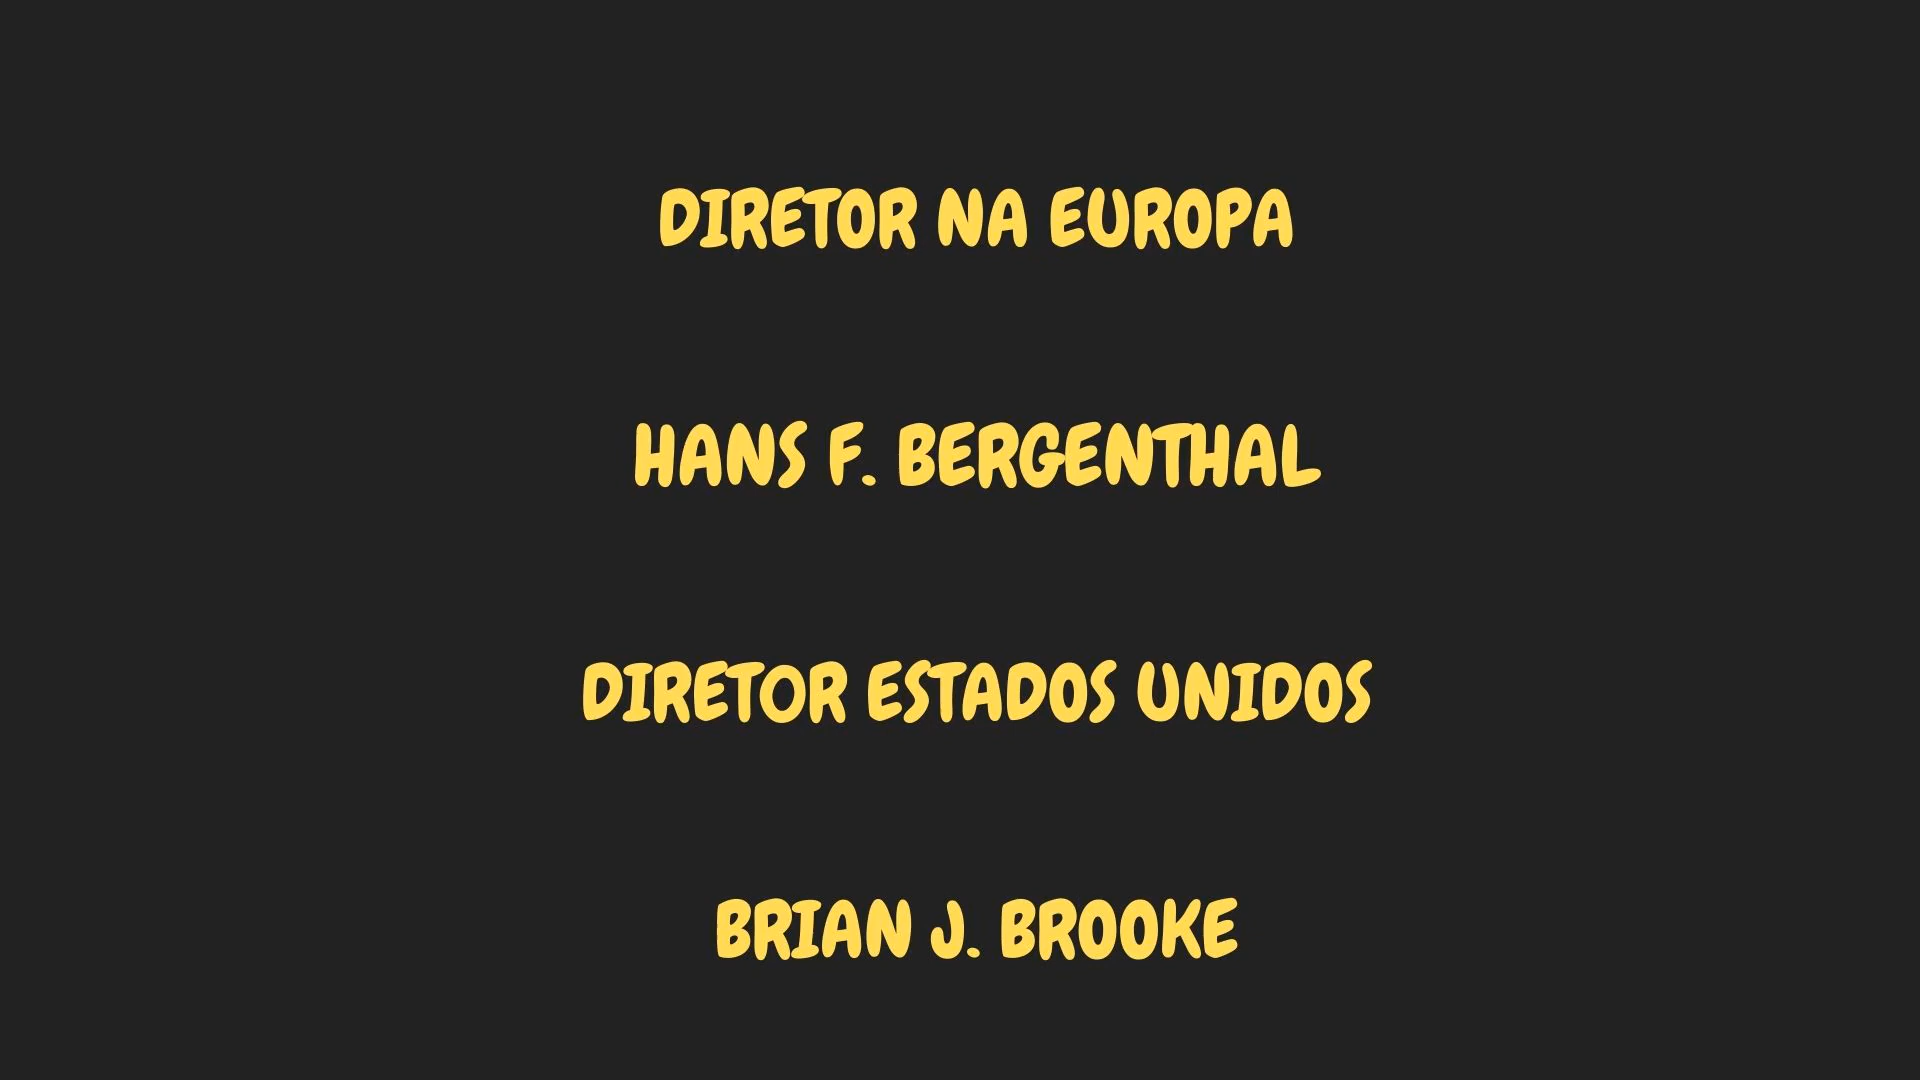 DIRETOR NA EUROPA
HANS F. BERGENTHAL
DIRETOR ESTADOS UNIDOS
BRIAN J. BROOKE